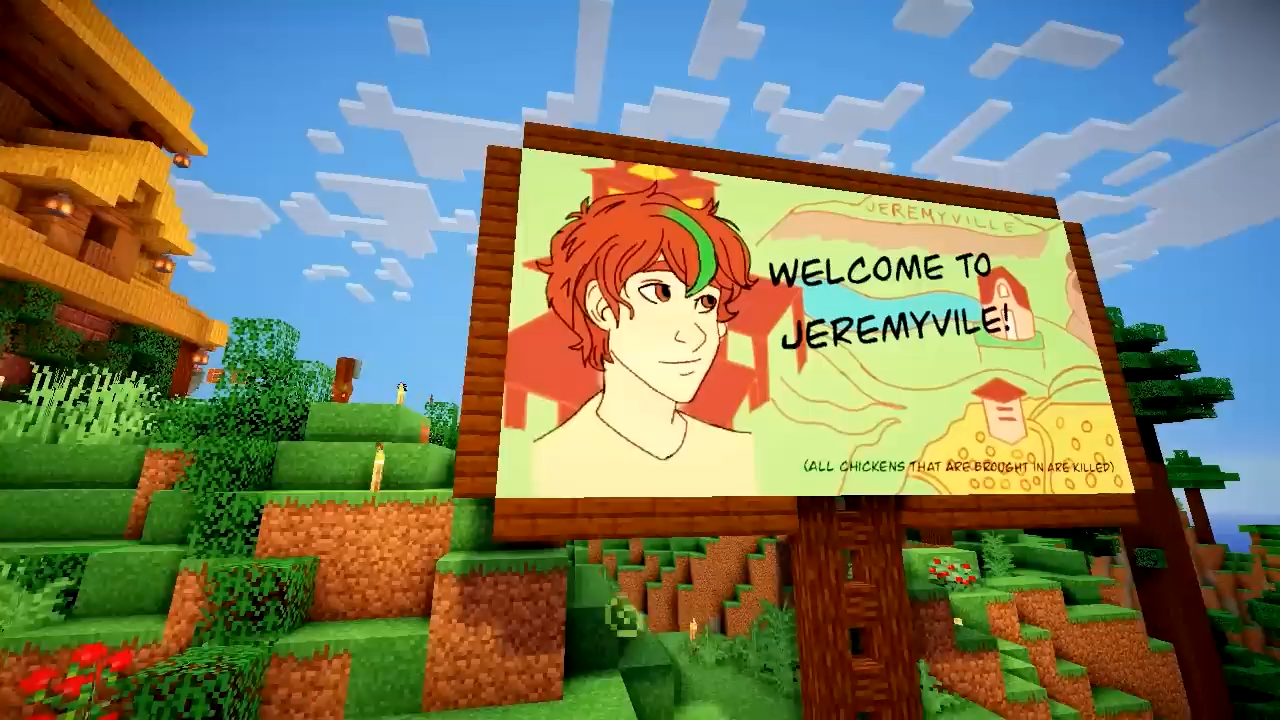 JEREMYVILLE
WELCOME TO
JEREMYVILE!
(ALL CHICKENS THAT ARE BROUGHT IN ARE KILLED)